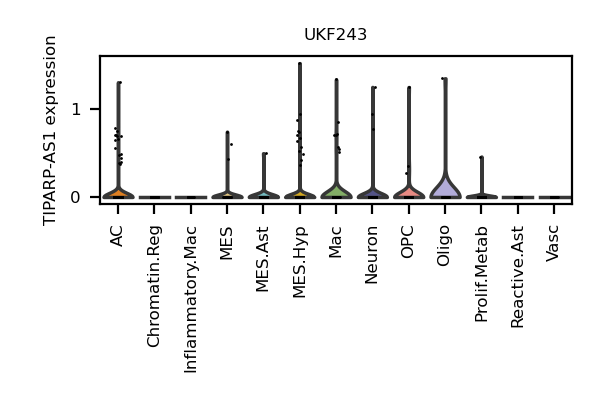 UKF243
TIPARP-AS1 expression
1
0
AC
Chromatin.Reg
Inflammatory.Mac
MES
MES.Ast
MES.Hyp
Mac
Neuron
OPC
Oligo
Prolif.Metab
Reactive.Ast
Vasc